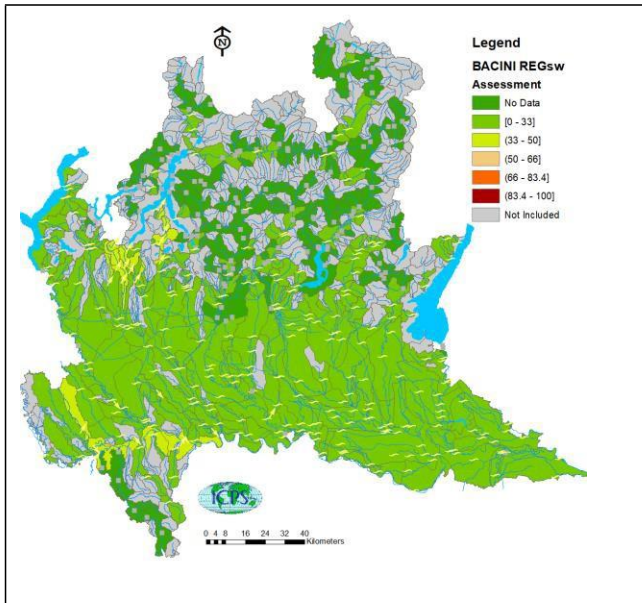 N
Legend
BACINI REGsw
Assessment
No Data
[0 - 33]
(33 - 50]
(50 - 66]
(66 - 83.4]
(83.4 - 100]
Not Included
ICPS
0 4 8 16 24 32 40
Kilometers